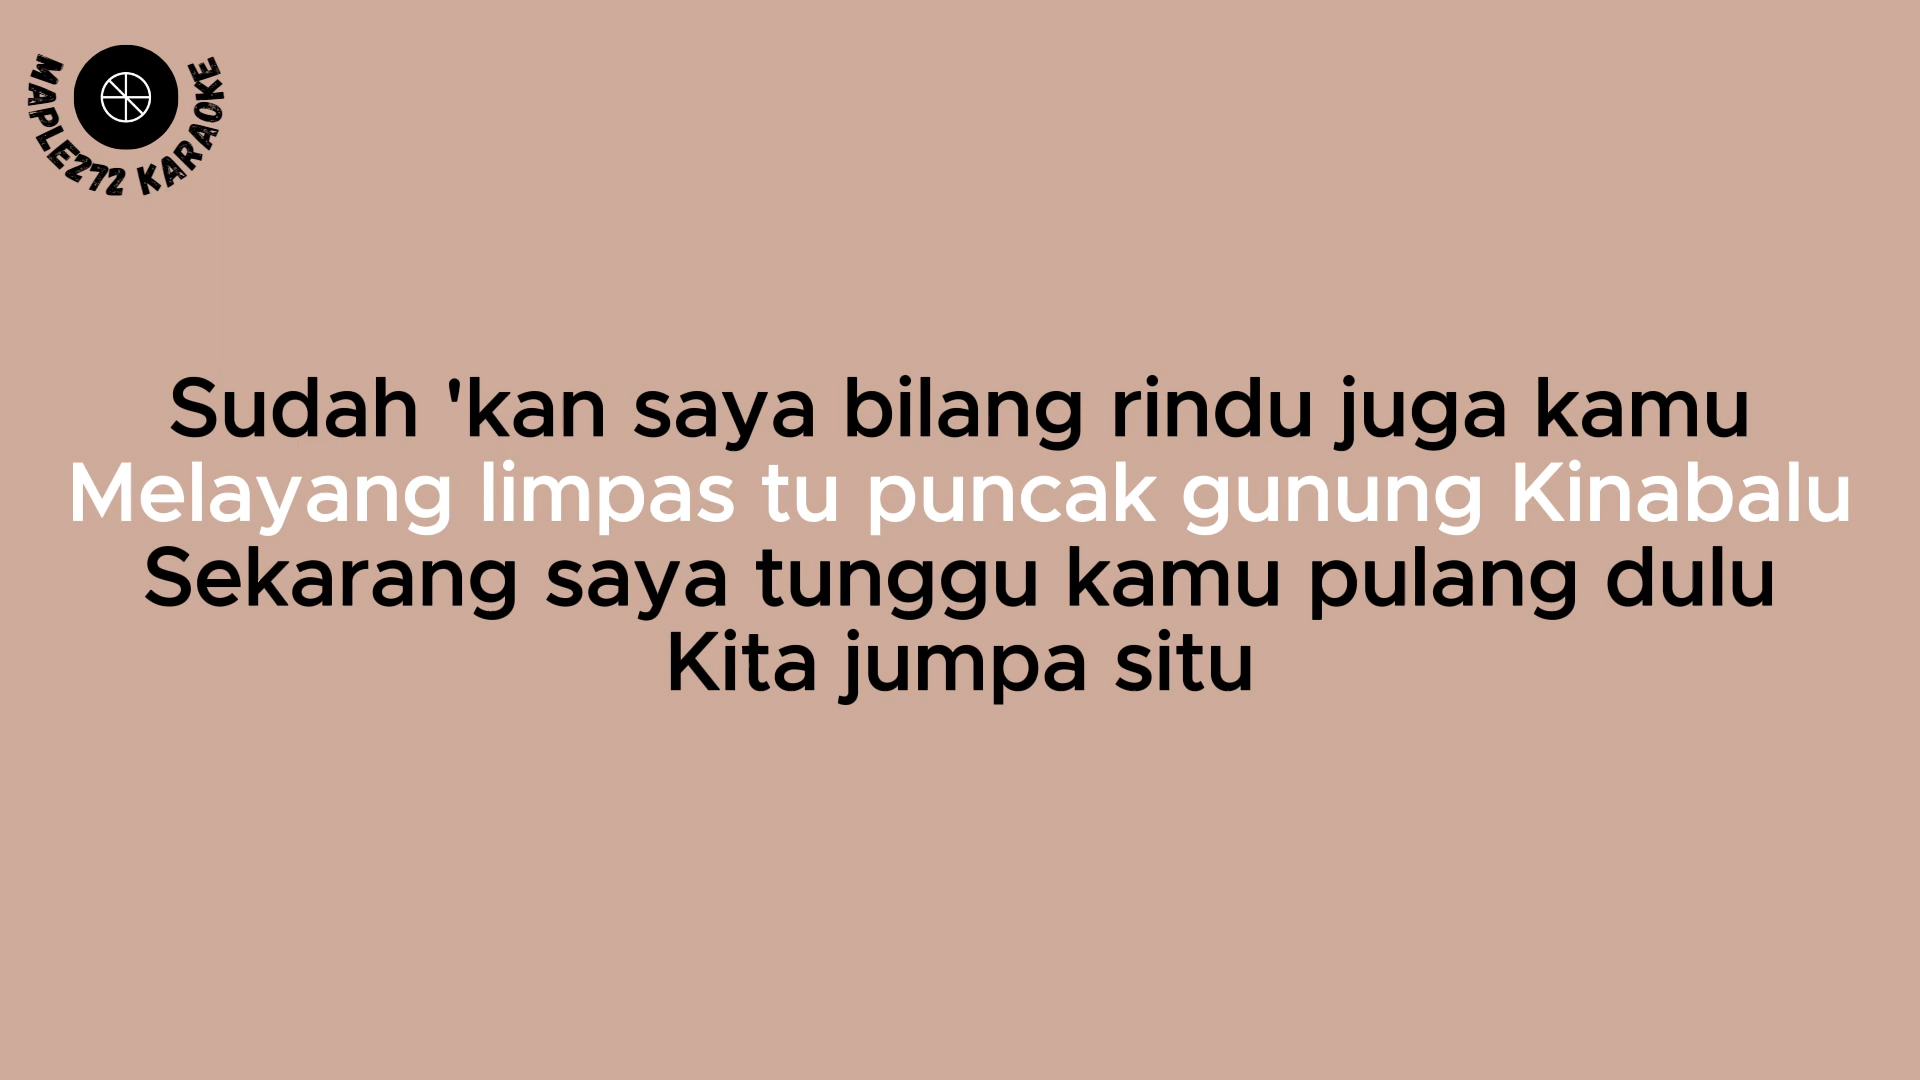 MAPLE272 KARAOKE
Sudah 'kan saya bilang rindu juga kamu
Melayang limpas tu puncak gunung Kinabalu
Sekarang saya tunggu kamu pulang dulu
Kita jumpa situ